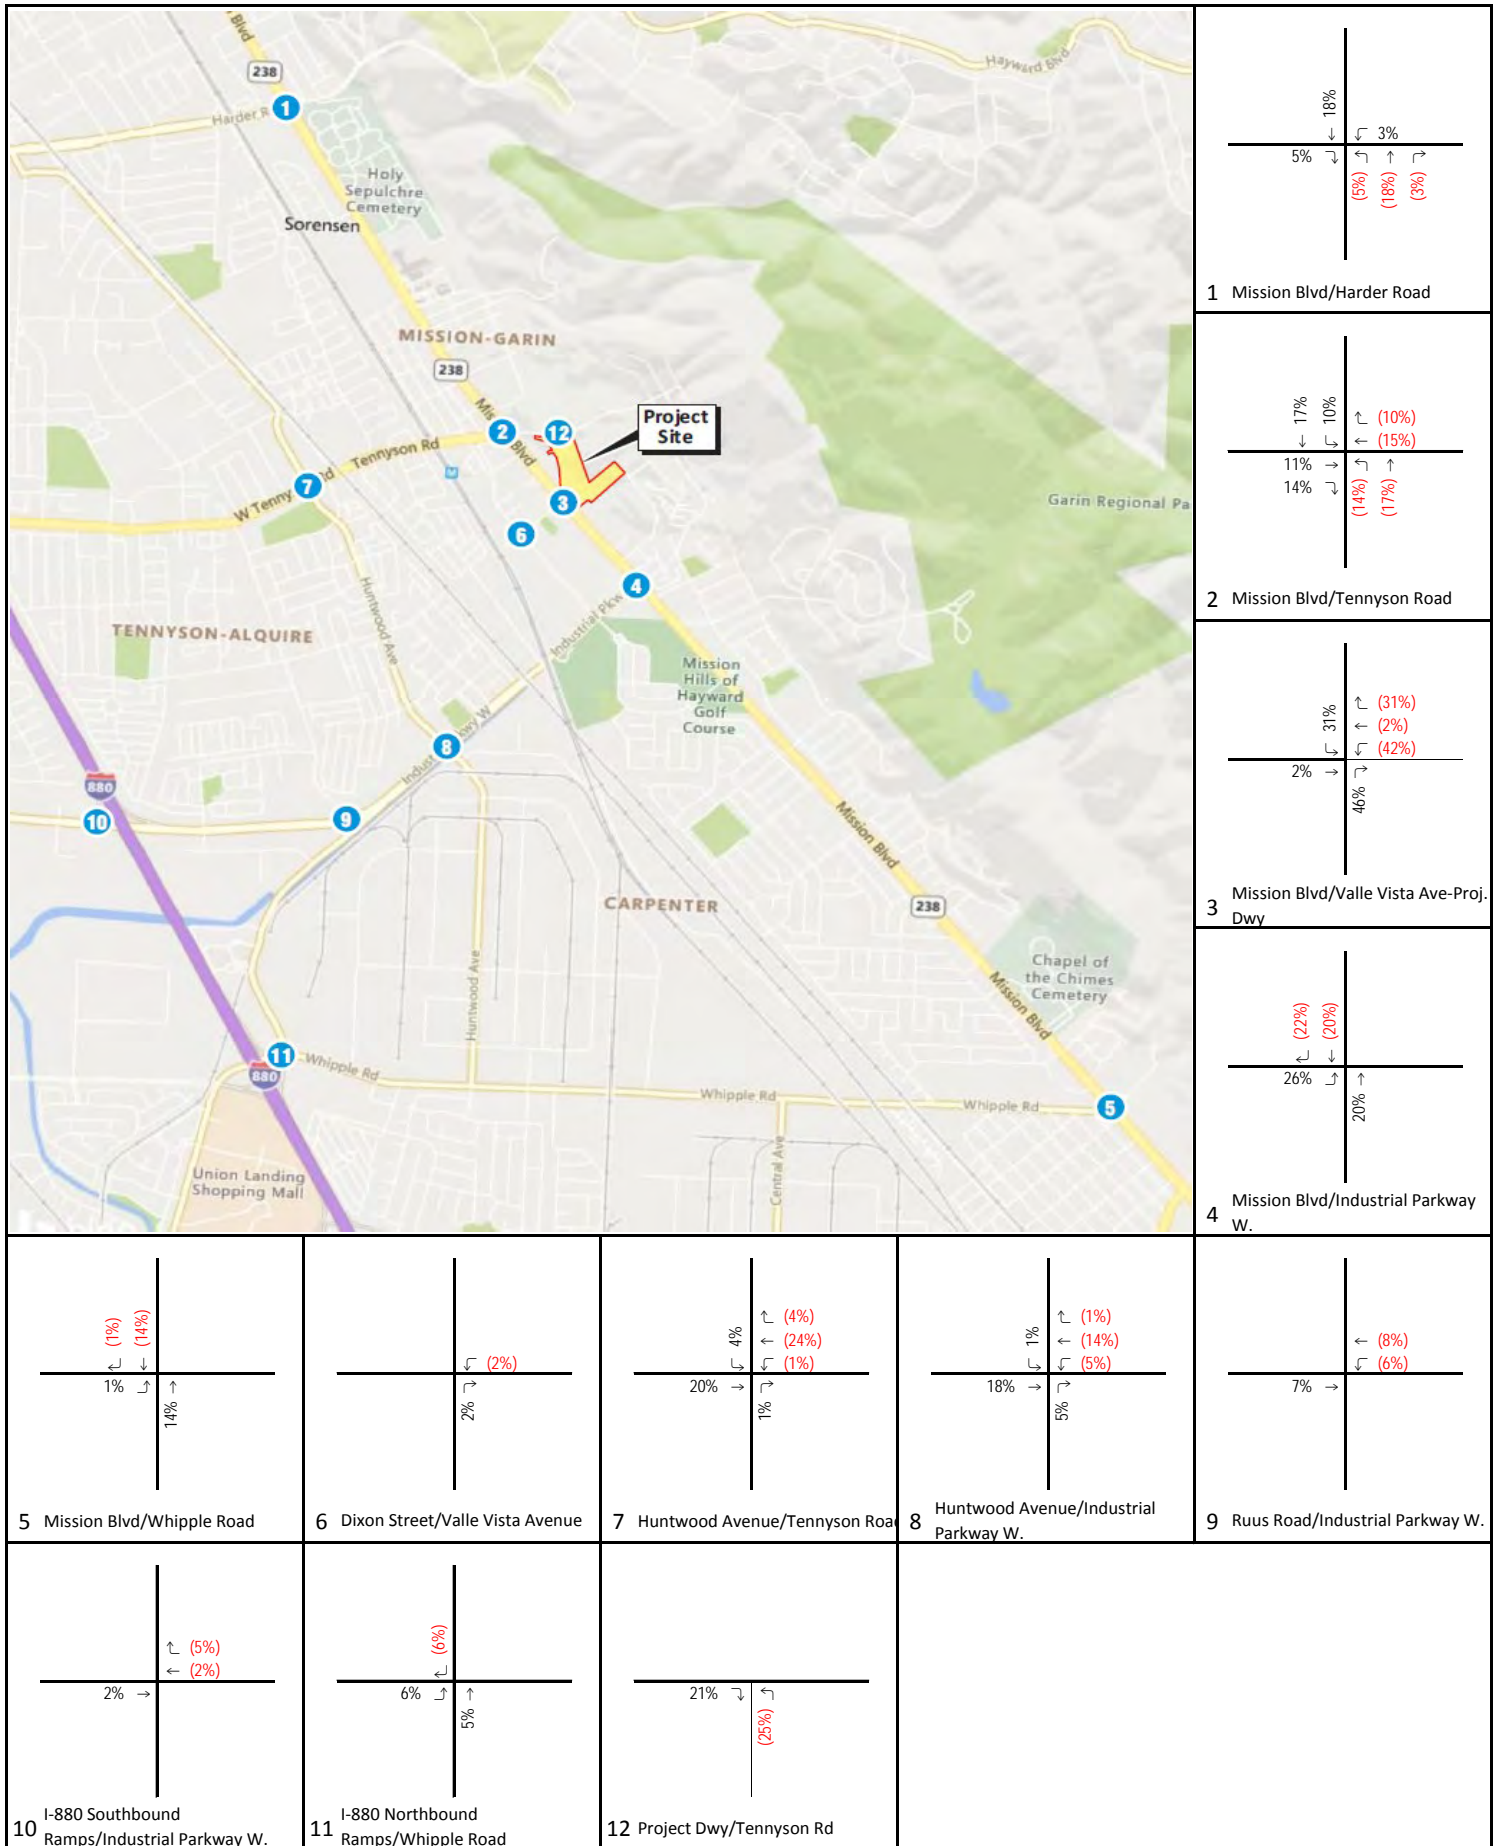 Blvd
238
1
Harder R
Hayward Blvd
Holy
Sepulchre
Cemetery
Sorensen
MISSION-GARIN
238
Mis
Blvd
2
12
Project
Site
Tennyson Rd
W Tenny
d
7
3
6
Garin Regional Pa
4
Huntwood Ave
Industrial Pkw
TENNYSON-ALQUIRE
Mission
Hills of
Hayward
Golf
Course
8
Indust
kwy W
880
10
9
Mission Blvd
CARPENTER
238
Chapel of
the Chimes
Cemetery
Mission Blvd
Huntwood Ave
11
880
Whipple Rd
Whipple Rd
Whipple Rd
5
Central Ave
Union Landing
Shopping Mall
18%
3%
5%
(5%)
(18%)
(3%)
1 Mission Blvd/Harder Road
17%
10%
(10%)
(15%)
11%
14%
(14%)
(17%)
2 Mission Blvd/Tennyson Road
31%
(31%)
(2%)
(42%)
2%
46%
3 Mission Blvd/Valle Vista Ave-Proj.
Dwy
(22%)
(20%)
26%
20%
4 Mission Blvd/Industrial Parkway
W.
(1%)
(14%)
1%
14%
5 Mission Blvd/Whipple Road
(2%)
2%
6 Dixon Street/Valle Vista Avenue
4%
(4%)
(24%)
(1%)
20%
1%
7 Huntwood Avenue/Tennyson Road
1%
(1%)
(14%)
(5%)
18%
5%
8 Huntwood Avenue/Industrial
Parkway W.
(8%)
(6%)
7%
9 Ruus Road/Industrial Parkway W.
(5%)
(2%)
2%
10 I-880 Southbound
Ramps/Industrial Parkway W.
(6%)
6%
5%
11 I-880 Northbound
Ramps/Whipple Road
21%
(25%)
12 Project Dwy/Tennyson Rd